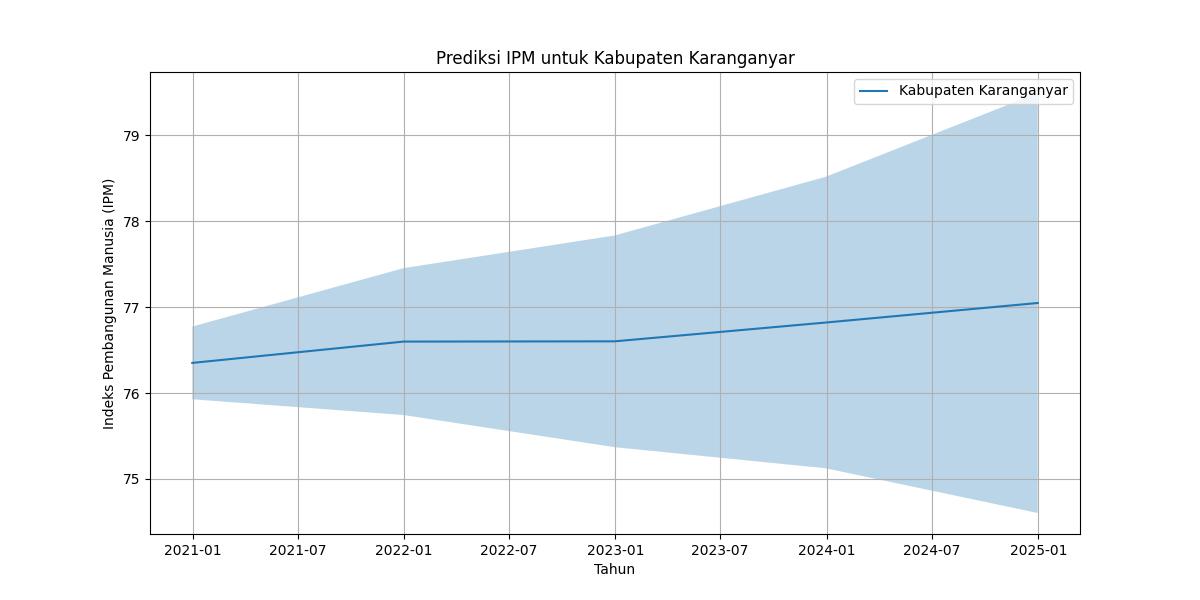 Prediksi IPM untuk Kabupaten Karanganyar
Kabupaten Karanganyar
Indeks Pembangunan Manusia (IPM)
79
78
77
76
75
2021-01 2021-07 2022-01 2022-07 2023-01 2023-07 2024-01 2024-07 2025-01
Tahun